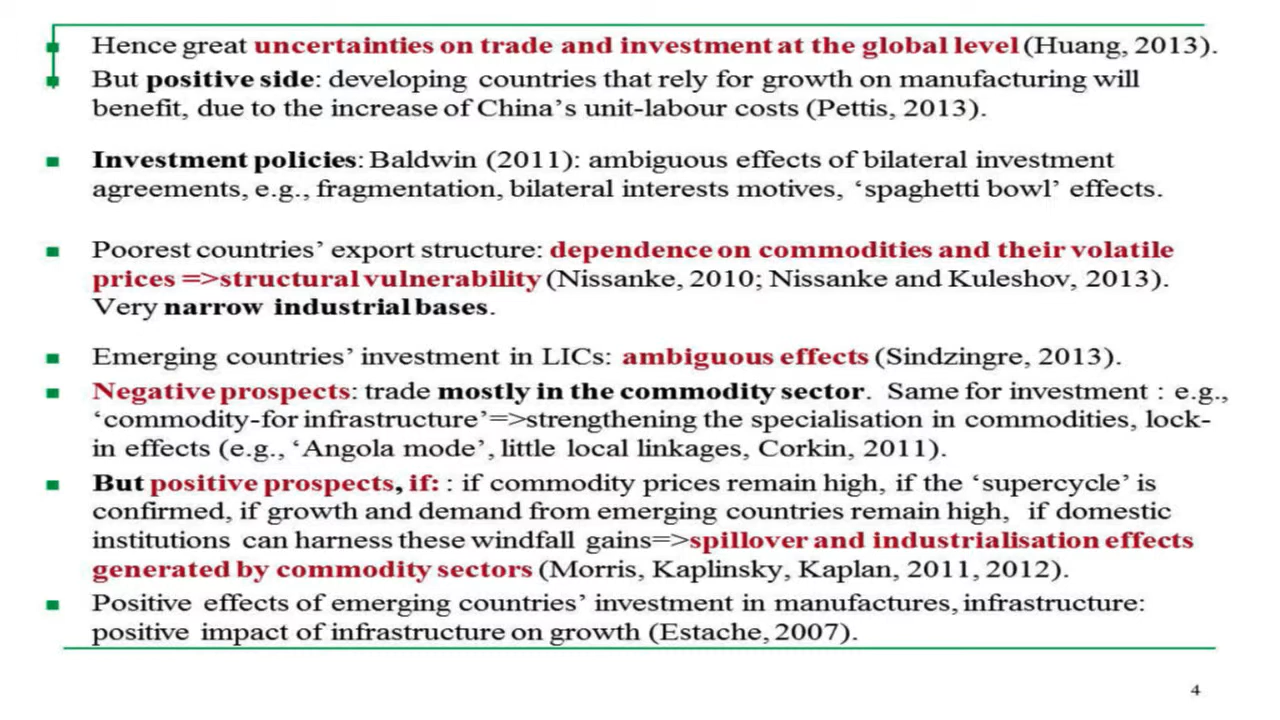 Hence great uncertainties on trade and investment at the global level (Huang, 2013).
But positive side: developing countries that rely for growth on manufacturing will
benefit, due to the increase of China's unit-labour costs (Pettis, 2013).
Investment policies: Baldwin (2011): ambiguous effects of bilateral investment
agreements, e.g., fragmentation, bilateral interests motives, ‘spaghetti bowl’ effects.
Poorest countries’ export structure: dependence on commodities and their volatile
prices =>structural vulnerability (Nissanke, 2010; Nissanke and Kuleshov, 2013).
Very narrow industrial bases.
Emerging countries’ investment in LICs: ambiguous effects (Sindzingre, 2013).
Negative prospects: trade mostly in the commodity sector. Same for investment : e.g.,
‘commodity-for infrastructure’=>strengthening the specialisation in commodities, lock-
in effects (e.g., ‘Angola mode’, little local linkages, Corkin, 2011).
But positive prospects, if: : if commodity prices remain high, if the ‘supercycle’ is
confirmed, if growth and demand from emerging countries remain high, if domestic
institutions can harness these windfall gains=>spillover and industrialisation effects
generated by commodity sectors (Morris, Kaplinsky, Kaplan, 2011, 2012).
Positive effects of emerging countries’ investment in manufactures, infrastructure:
positive impact of infrastructure on growth (Estache, 2007).
4